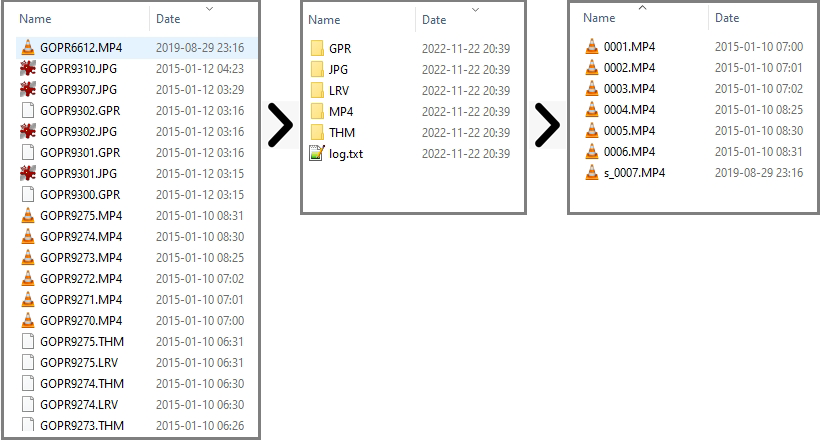 Name Date
GOPR6612.MP4 2019-08-29 23:16
GOPR9310.JPG 2015-01-12 04:23
GOPR9307.JPG 2015-01-12 03:29
GOPR9302.GPR 2015-01-12 03:16
GOPR9302.JPG 2015-01-12 03:16
GOPR9301.GPR 2015-01-12 03:16
GOPR9301.JPG 2015-01-12 03:15
GOPR9300.GPR 2015-01-12 03:15
GOPR9275.MP4 2015-01-10 08:31
GOPR9274.MP4 2015-01-10 08:30
GOPR9273.MP4 2015-01-10 08:25
GOPR9272.MP4 2015-01-10 07:02
GOPR9271.MP4 2015-01-10 07:01
GOPR9270.MP4 2015-01-10 07:00
GOPR9275.THM 2015-01-10 06:31
GOPR9275.LRV 2015-01-10 06:31
GOPR9274.THM 2015-01-10 06:30
GOPR9274.LRV 2015-01-10 06:30
GOPR9273.THM 2015-01-10 06:26
Name Date
GPR 2022-11-22 20:39
JPG 2022-11-22 20:39
LRV 2022-11-22 20:39
MP4 2022-11-22 20:39
THM 2022-11-22 20:39
log.txt 2022-11-22 20:39
Name Date
0001.MP4 2015-01-10 07:00
0002.MP4 2015-01-10 07:01
0003.MP4 2015-01-10 07:02
0004.MP4 2015-01-10 08:25
0005.MP4 2015-01-10 08:30
0006.MP4 2015-01-10 08:31
s_0007.MP4 2019-08-29 23:16